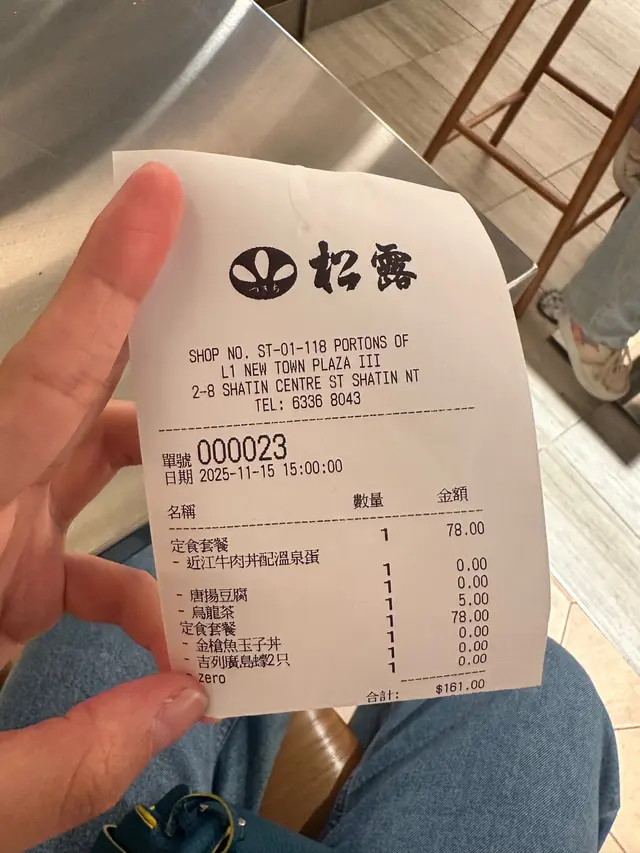 松露
SHOP NO. ST-01-118 PORTONS OF
L1 NEW TOWN PLAZA III
2-8 SHATIN CENTRE ST SHATIN NT
TEL: 6336 8043
單號 000023
日期 2025-11-15 15:00:00
名稱 數量 金額
定食套餐 1 78.00
- 近江牛肉丼配溫泉蛋
1 0.00
- 唐揚豆腐 1 0.00
- 烏龍茶 1 5.00
定食套餐 1 78.00
- 金槍魚玉子丼 1 0.00
- 吉列廣島蠔2只 1 0.00
- zero 1 0.00
合計: $161.00